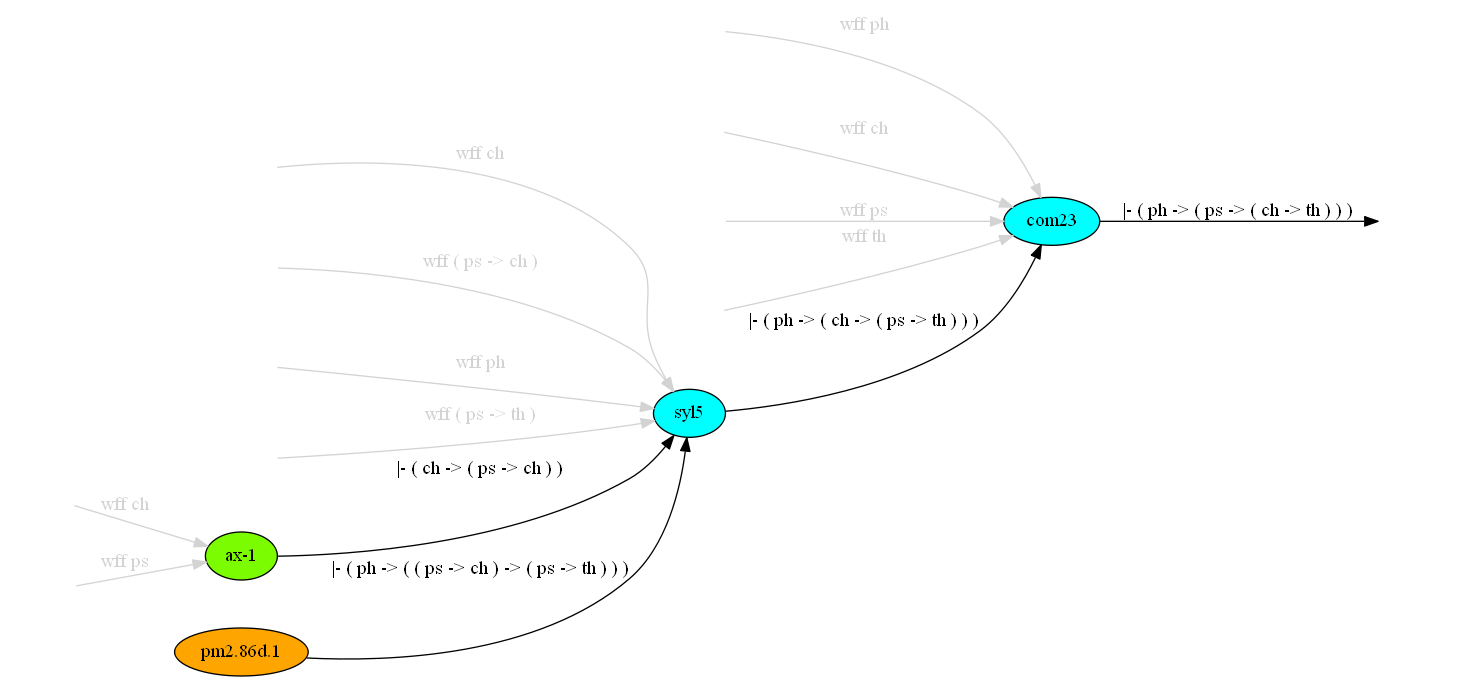 wff ph
wff ch
wff ch
wff ps
com23
|- ( ph -> ( ps -> ( ch -> th ) ) )
wff th
wff ( ps -> ch )
|- ( ph -> ( ch -> ( ps -> th ) ) )
wff ph
wff ( ps -> th )
syl5
|- ( ch -> ( ps -> ch ) )
wff ch
wff ps
ax-1
|- ( ph -> ( ( ps -> ch ) -> ( ps -> th ) ) )
pm2.86d.1